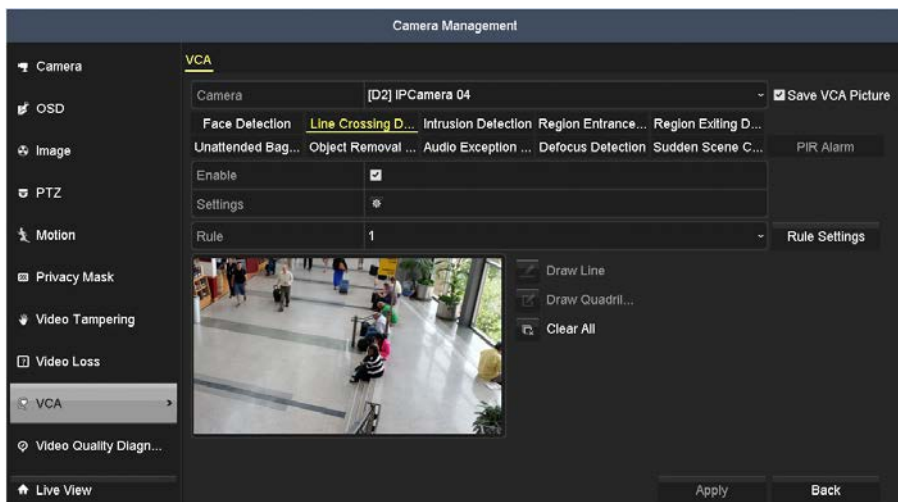 Camera Management
Camera
OSD
Image
PTZ
Motion
Privacy Mask
Video Tampering
Video Loss
VCA
Video Quality Diagn...
Live View
VCA
Camera [D2] IPCamera 04 Save VCA Picture
Face Detection Line Crossing D... Intrusion Detection Region Entrance... Region Exiting D...
Unattended Bag... Object Removal ... Audio Exception ... Defocus Detection Sudden Scene C... PIR Alarm
Enable
Settings
Rule 1 Rule Settings
Draw Line
Draw Quadril...
Clear All
Apply Back